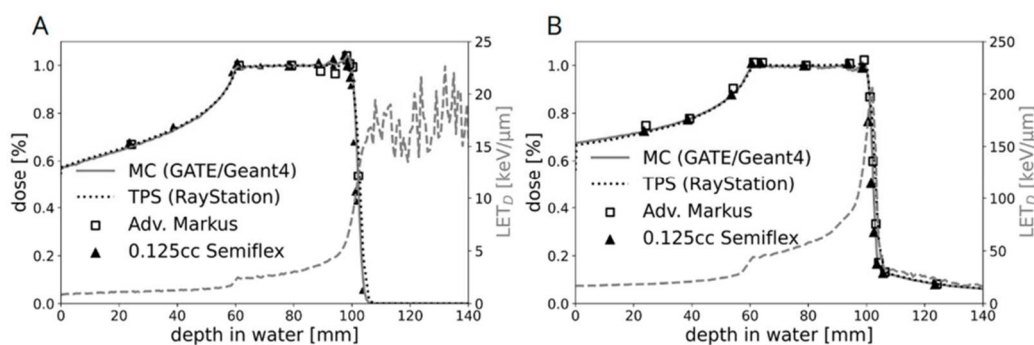 A
B
dose [%]
1.0
0.8
0.6
0.4
0.2
0.0
MC (GATE/Geant4)
TPS (RayStation)
Adv. Markus
0.125cc Semiflex
25
20
15
10
5
0
LET_D [keV/μm]
0 20 40 60 80 100 120 140
depth in water [mm]
dose [%]
1.0
0.8
0.6
0.4
0.2
0.0
MC (GATE/Geant4)
TPS (RayStation)
Adv. Markus
0.125cc Semiflex
250
200
150
100
50
0
LET_D [keV/μm]
0 20 40 60 80 100 120 140
depth in water [mm]